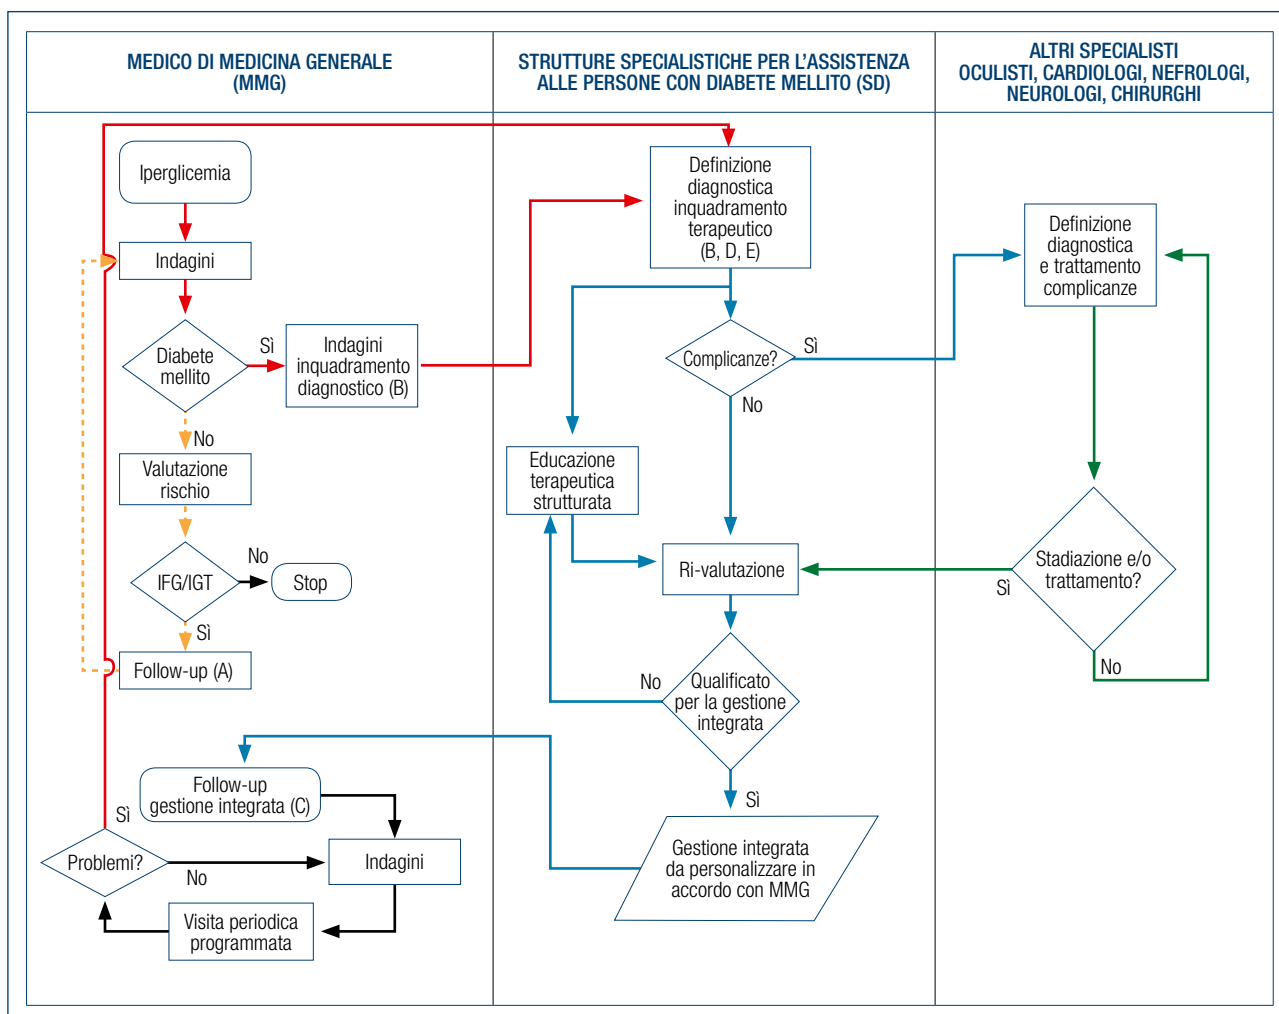 MEDICO DI MEDICINA GENERALE
(MMG)
STRUTTURE SPECIALISTICHE PER L'ASSISTENZA
ALLE PERSONE CON DIABETE MELLITO (SD)
ALTRI SPECIALISTI
OCULISTI, CARDIOLOGI, NEFROLOGI,
NEUROLOGI, CHIRURGHI
Iperglicemia
Indagini
Diabete
mellito
Sì
Indagini
inquadramento
diagnostico (B)
No
Valutazione
rischio
IFG/IGT
No
Stop
Sì
Follow-up (A)
Follow-up
gestione integrata (C)
Sì
Problemi?
No
Indagini
Visita periodica
programmata
Definizione
diagnostica
inquadramento
terapeutico
(B, D, E)
Complicanze?
Sì
No
Educazione
terapeutica
strutturata
Ri-valutazione
No
Qualificato
per la gestione
integrata
Sì
Gestione integrata
da personalizzare in
accordo con MMG
Definizione
diagnostica
e trattamento
complicanze
Stadiazione e/o
trattamento?
Sì
No